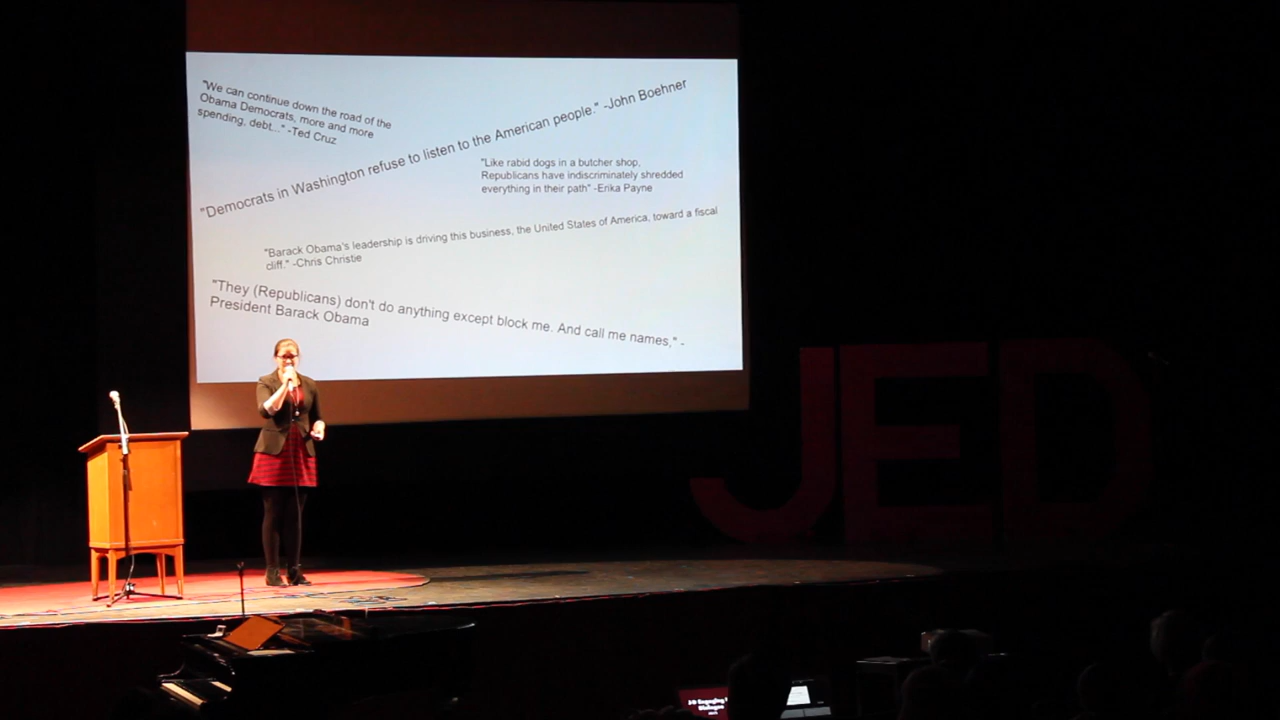 "We can continue down the road of the
Obama Democrats, more and more
spending, debt..." -Ted Cruz
"Democrats in Washington refuse to listen to the American people." -John Boehner
"Like rabid dogs in a butcher shop,
Republicans have indiscriminately shredded
everything in their path" -Erika Payne
"Barack Obama's leadership is driving this business, the United States of America, toward a fiscal
cliff." -Chris Christie
"They (Republicans) don't do anything except block me. And call me names," -
President Barack Obama
JED